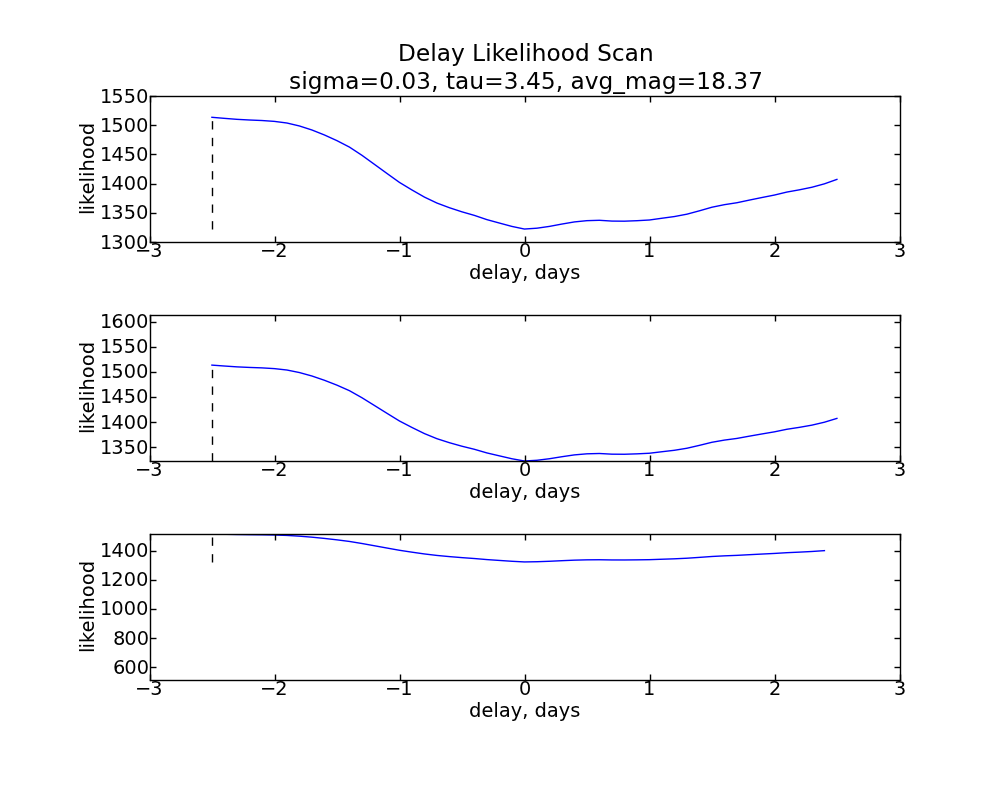 Delay Likelihood Scan
sigma=0.03, tau=3.45, avg_mag=18.37
1550
1500
1450
1400
1350
1300
likelihood
−3 −2 −1 0 1 2 3
delay, days
1600
1550
1500
1450
1400
1350
likelihood
−3 −2 −1 0 1 2 3
delay, days
1400
1200
1000
800
600
likelihood
−3 −2 −1 0 1 2 3
delay, days